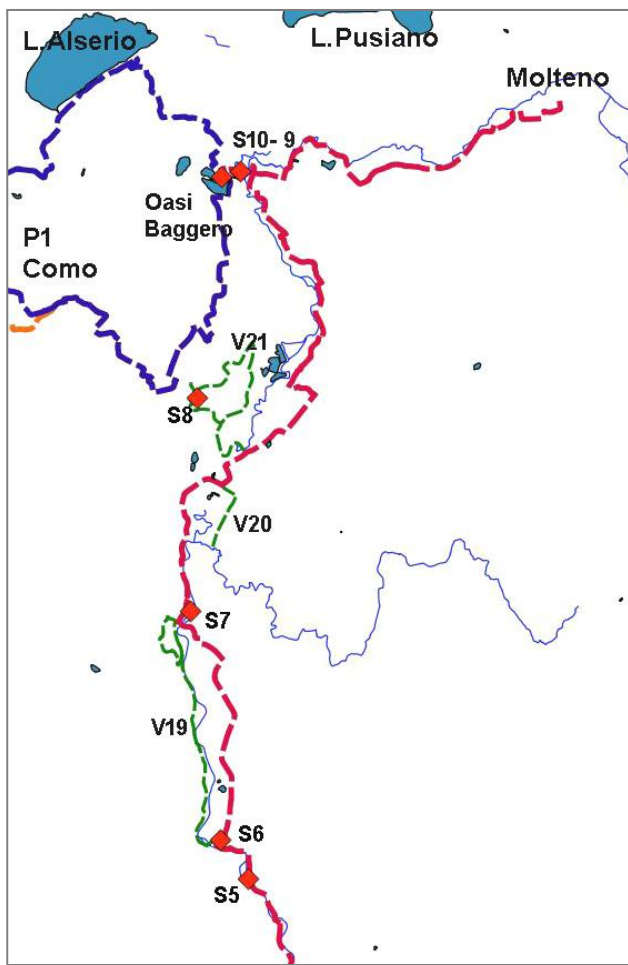 L.Alserio
L.Pusiano
Molteno
S10- 9
Oasi
Baggero
P1
Como
V21
S8
V20
S7
V19
S6
S5